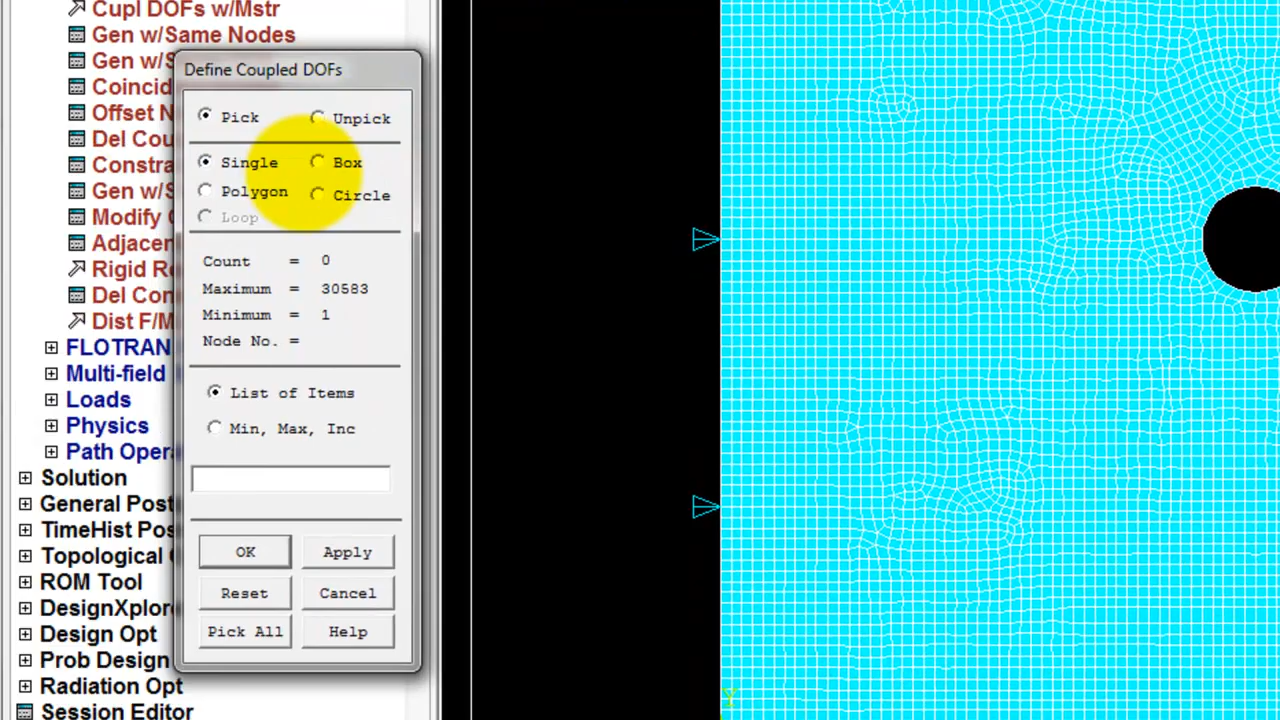 Cupl DOFs w/Mstr
Gen w/Same Nodes
Gen w/S
Coincid
Offset N
Del Cou
Constra
Gen w/S
Modify
Adjacen
Rigid Re
Del Con
Dist F/M
FLOTRAN
Multi-field
Loads
Physics
Path Oper
Solution
General Post
TimeHist Pos
Topological
ROM Tool
DesignXplor
Design Opt
Prob Design
Radiation Opt
Session Editor
Define Coupled DOFs
Pick Unpick
Single Box
Polygon Circle
Loop
Count = 0
Maximum = 30583
Minimum = 1
Node No. =
List of Items
Min, Max, Inc
OK Apply
Reset Cancel
Pick All Help
Y